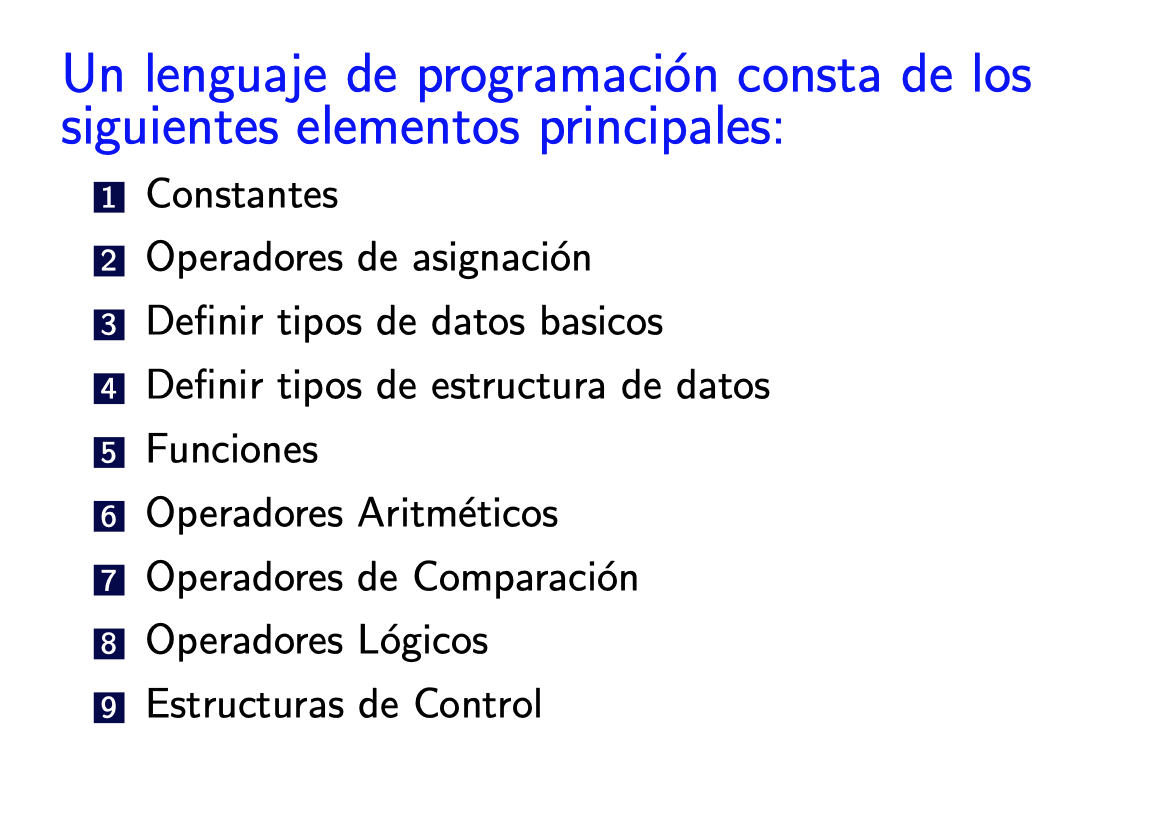 Un lenguaje de programación consta de los
siguientes elementos principales:
1 Constantes
2 Operadores de asignación
3 Definir tipos de datos basicos
4 Definir tipos de estructura de datos
5 Funciones
6 Operadores Aritméticos
7 Operadores de Comparación
8 Operadores Lógicos
9 Estructuras de Control